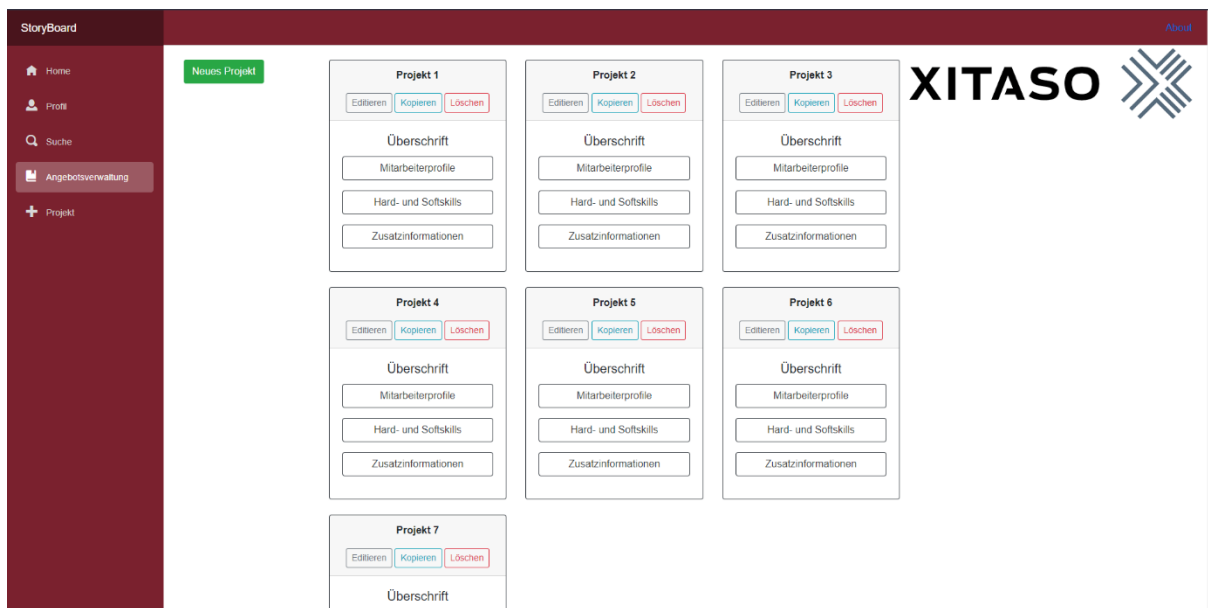 StoryBoard
About
Home
Profil
Suche
Angebotsverwaltung
Projekt
Neues Projekt
XITASO
Projekt 1
Editieren Kopieren Löschen
Überschrift
Mitarbeiterprofile
Hard- und Softskills
Zusatzinformationen
Projekt 2
Editieren Kopieren Löschen
Überschrift
Mitarbeiterprofile
Hard- und Softskills
Zusatzinformationen
Projekt 3
Editieren Kopieren Löschen
Überschrift
Mitarbeiterprofile
Hard- und Softskills
Zusatzinformationen
Projekt 4
Editieren Kopieren Löschen
Überschrift
Mitarbeiterprofile
Hard- und Softskills
Zusatzinformationen
Projekt 5
Editieren Kopieren Löschen
Überschrift
Mitarbeiterprofile
Hard- und Softskills
Zusatzinformationen
Projekt 6
Editieren Kopieren Löschen
Überschrift
Mitarbeiterprofile
Hard- und Softskills
Zusatzinformationen
Projekt 7
Editieren Kopieren Löschen
Überschrift